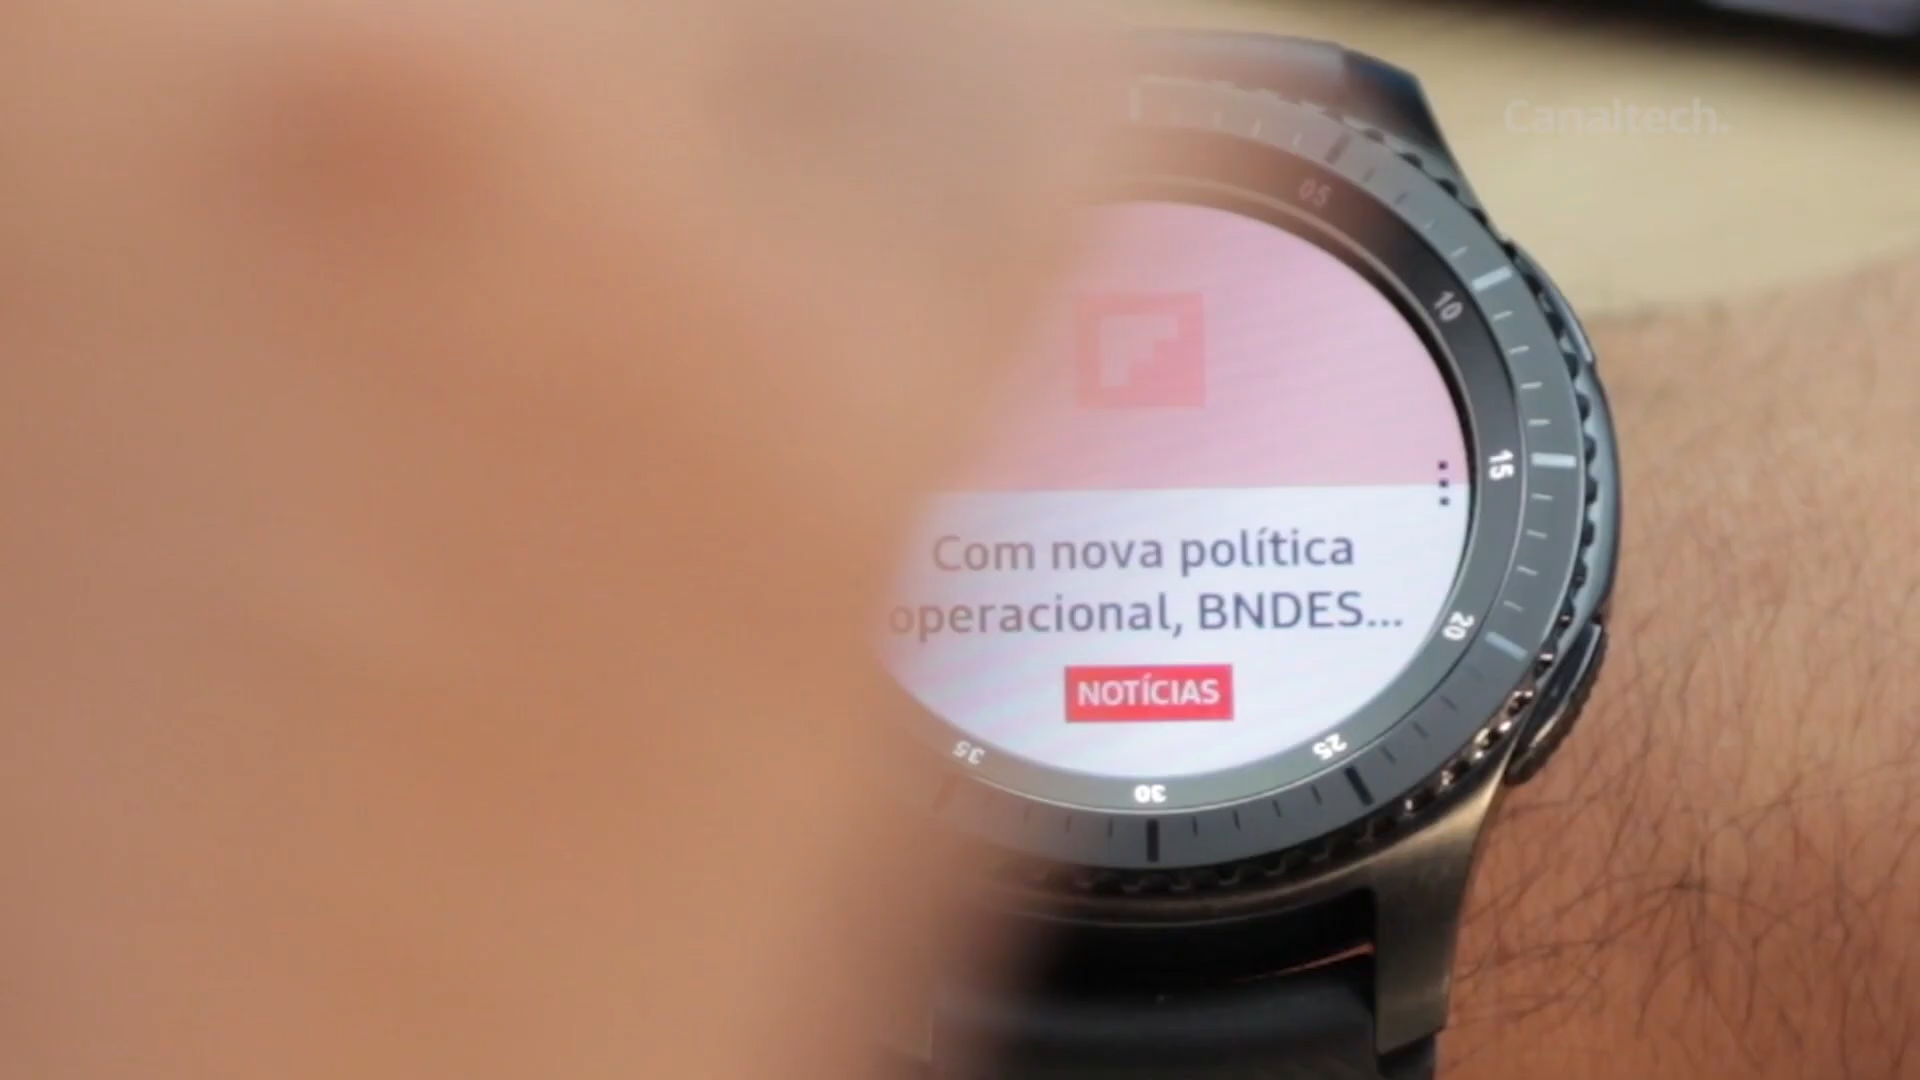 Canaltech.
05
10
15
20
25
30
35
Com nova política
operacional, BNDES...
NOTÍCIAS